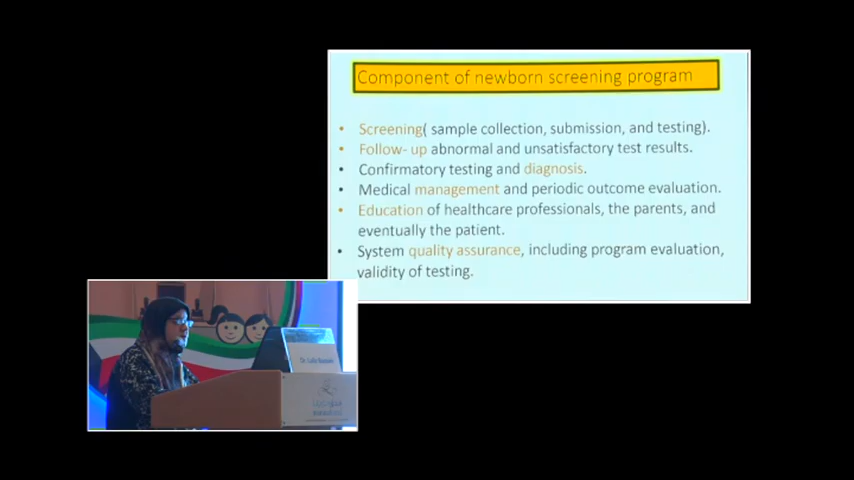 Component of newborn screening program
• Screening( sample collection, submission, and testing).
• Follow- up abnormal and unsatisfactory test results.
• Confirmatory testing and diagnosis.
• Medical management and periodic outcome evaluation.
• Education of healthcare professionals, the parents, and
eventually the patient.
• System quality assurance, including program evaluation,
validity of testing.
Dr. Laila